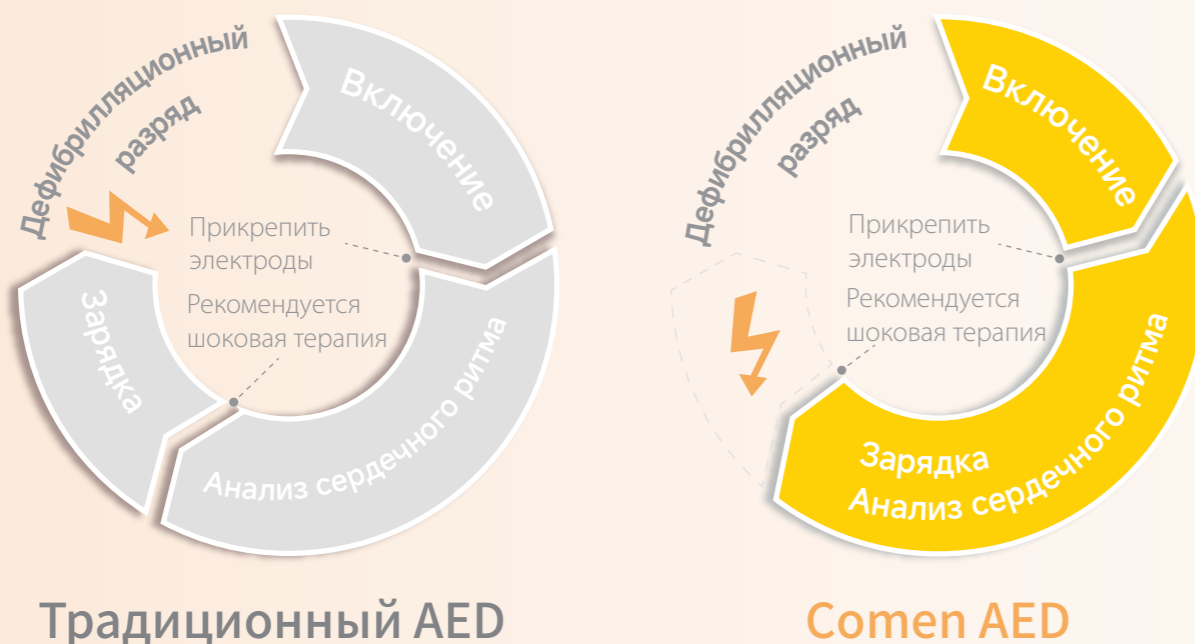 Дефибрилляционный
разряд
Включение
Прикрепить
электроды
Рекомендуется
шоковая терапия
Зарядка
Анализ сердечного ритма
Традиционный AED
Дефибрилляционный
разряд
Включение
Прикрепить
электроды
Рекомендуется
шоковая терапия
Зарядка
Анализ сердечного ритма
Comen AED